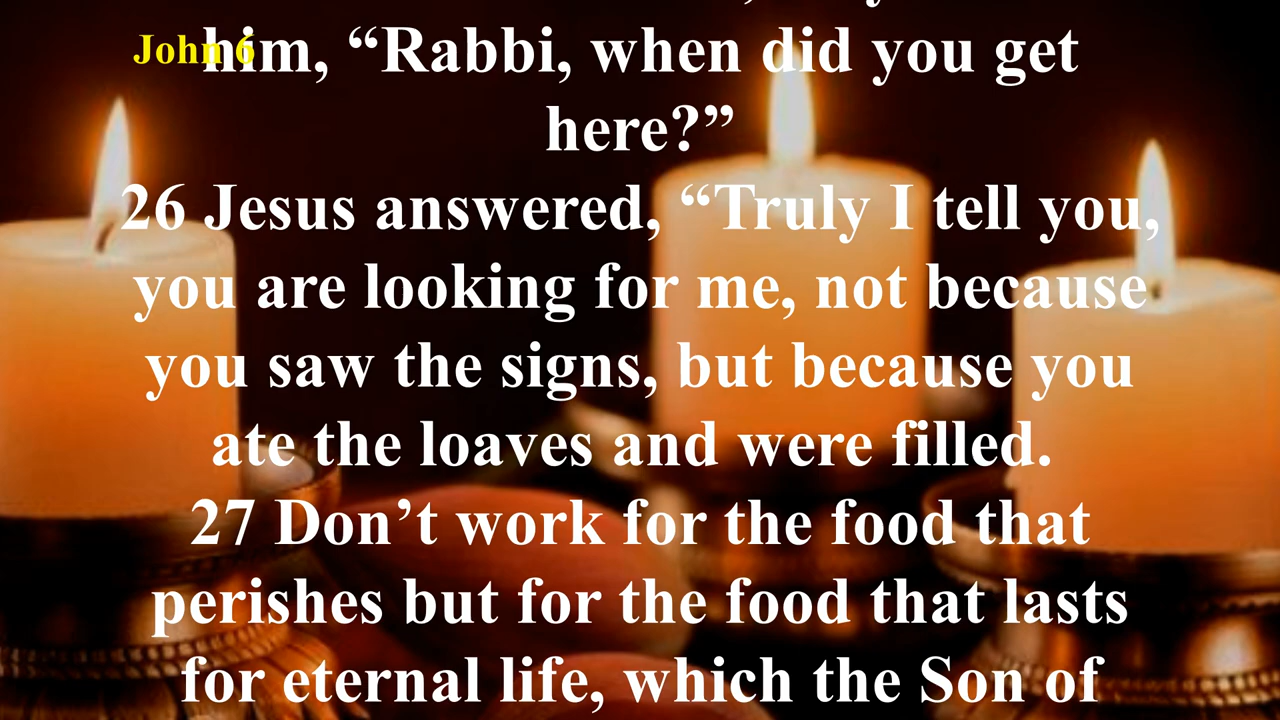 John 6
him, “Rabbi, when did you get
here?”
26 Jesus answered, “Truly I tell you,
you are looking for me, not because
you saw the signs, but because you
ate the loaves and were filled.
27 Don’t work for the food that
perishes but for the food that lasts
for eternal life, which the Son of